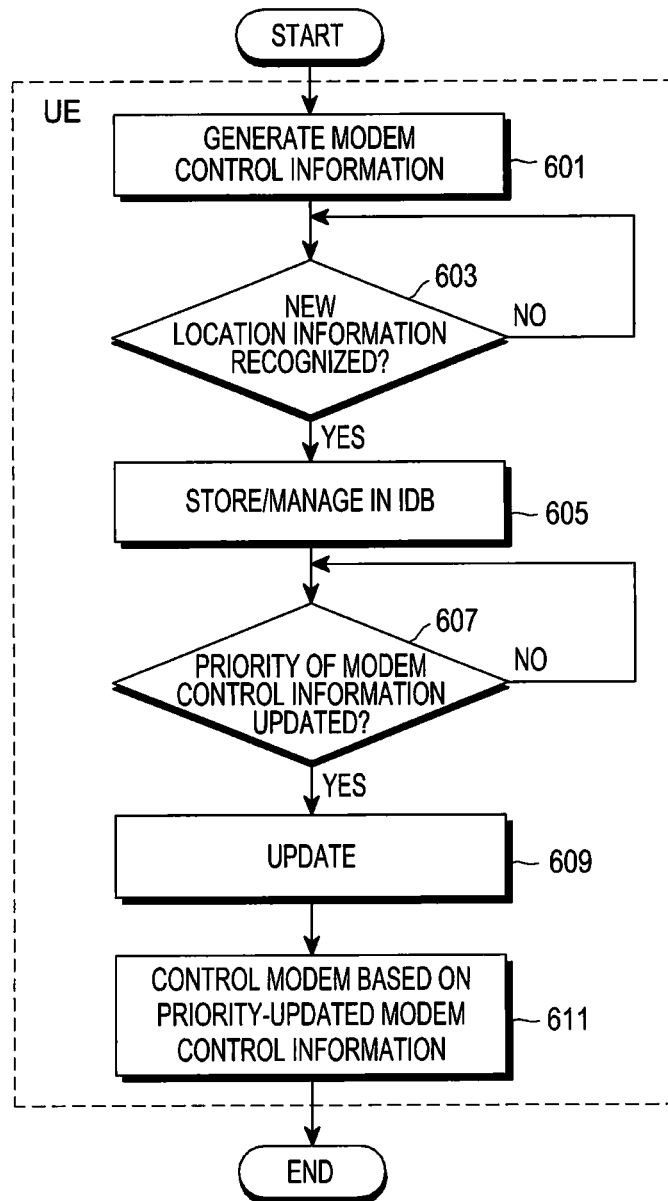 START
UE
GENERATE MODEM
CONTROL INFORMATION
601
603
NEW
LOCATION INFORMATION
RECOGNIZED?
NO
YES
STORE/MANAGE IN IDB
605
607
PRIORITY OF MODEM
CONTROL INFORMATION
UPDATED?
NO
YES
UPDATE
609
CONTROL MODEM BASED ON
PRIORITY-UPDATED MODEM
CONTROL INFORMATION
611
END